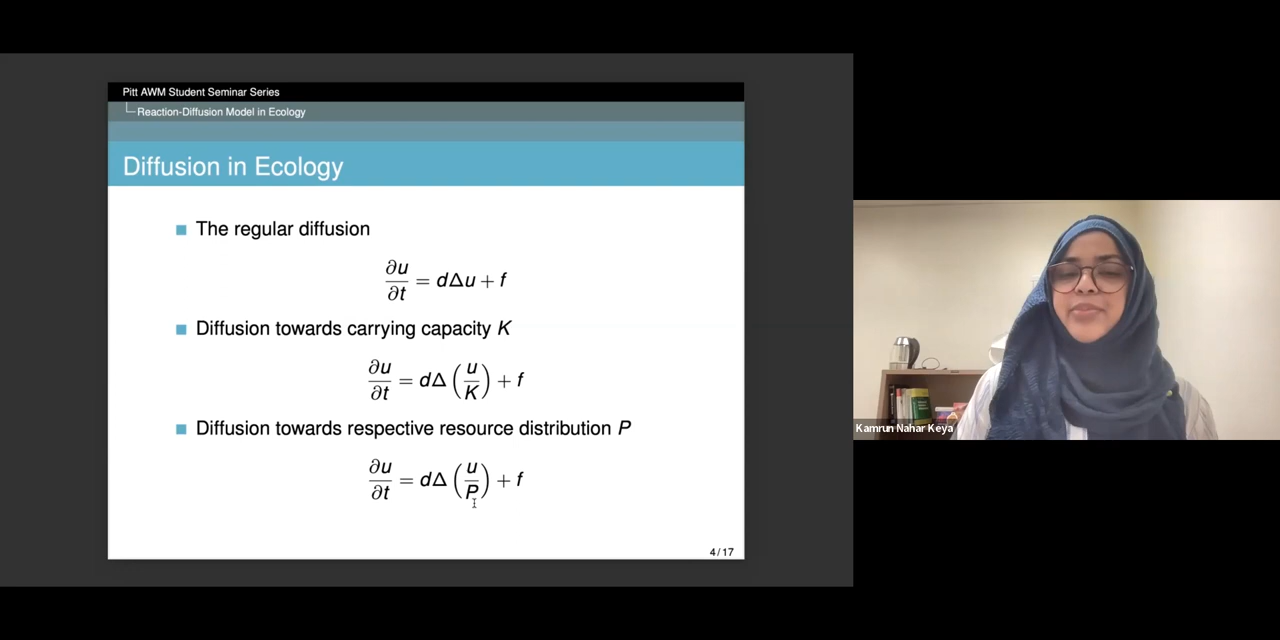 Pitt AWM Student Seminar Series
Reaction-Diffusion Model in Ecology
Diffusion in Ecology
The regular diffusion
∂u/∂t = dΔu + f
Diffusion towards carrying capacity K
∂u/∂t = dΔ(u/K) + f
Diffusion towards respective resource distribution P
∂u/∂t = dΔ(u/P) + f
4/17
Kamrun Nahar Keya